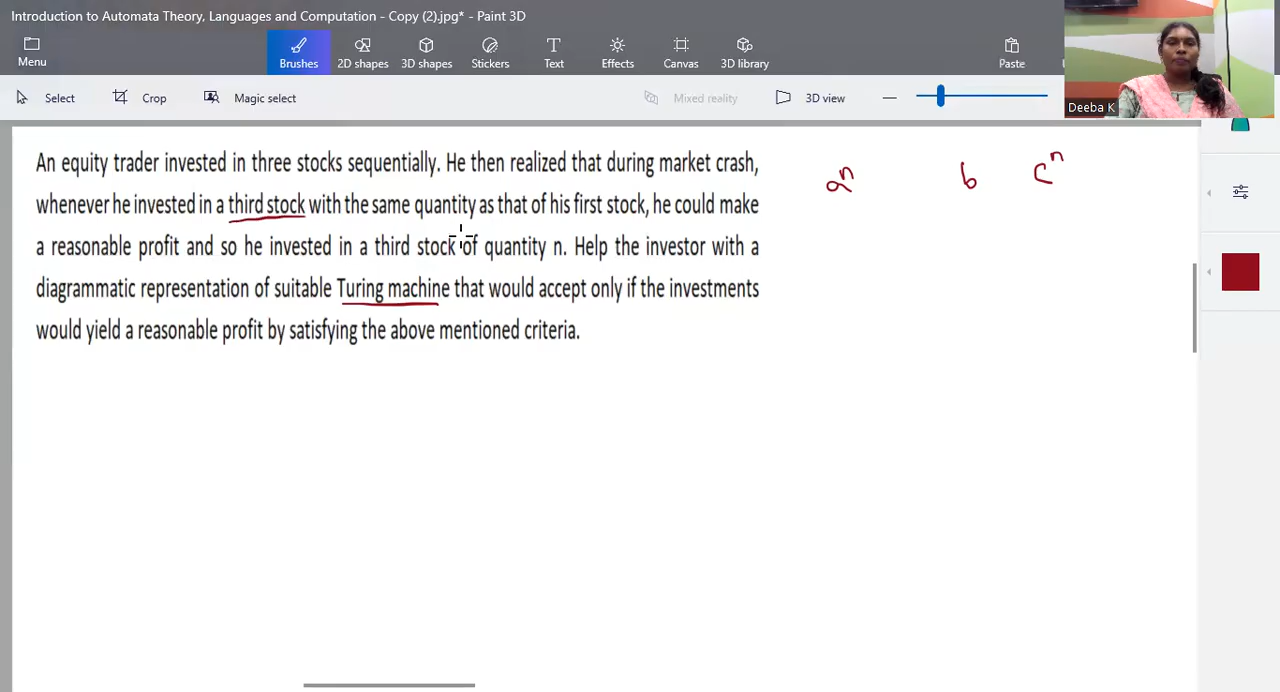 Introduction to Automata Theory, Languages and Computation - Copy (2).jpg* - Paint 3D
Menu
Brushes
2D shapes
3D shapes
Stickers
Text
Effects
Canvas
3D library
Paste
Select
Crop
Magic select
Mixed reality
3D view
Deeba K
An equity trader invested in three stocks sequentially. He then realized that during market crash,
whenever he invested in a third stock with the same quantity as that of his first stock, he could make
a reasonable profit and so he invested in a third stock of quantity n. Help the investor with a
diagrammatic representation of suitable Turing machine that would accept only if the investments
would yield a reasonable profit by satisfying the above mentioned criteria.
aⁿ b cⁿ